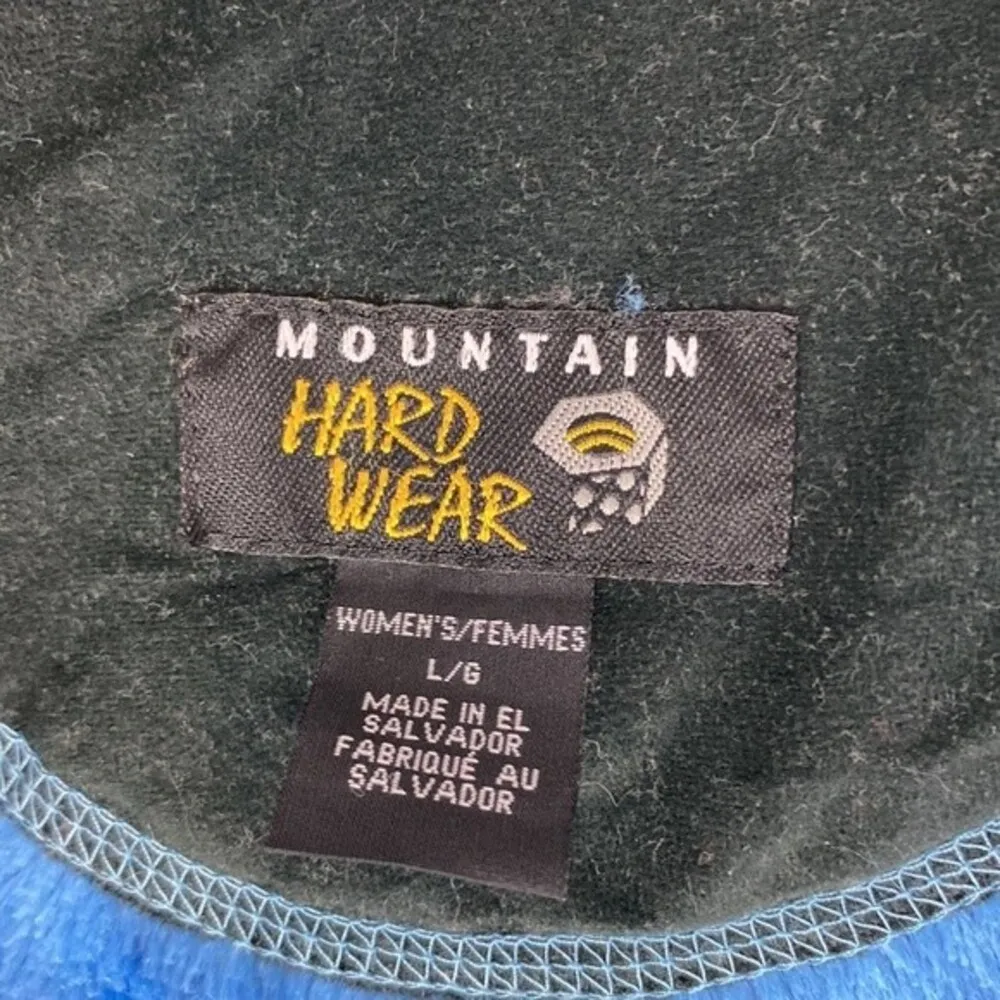 MOUNTAIN
HARD
WEAR
WOMEN'S/FEMMES
L/G
MADE IN EL
SALVADOR
FABRIQUÉ AU
SALVADOR